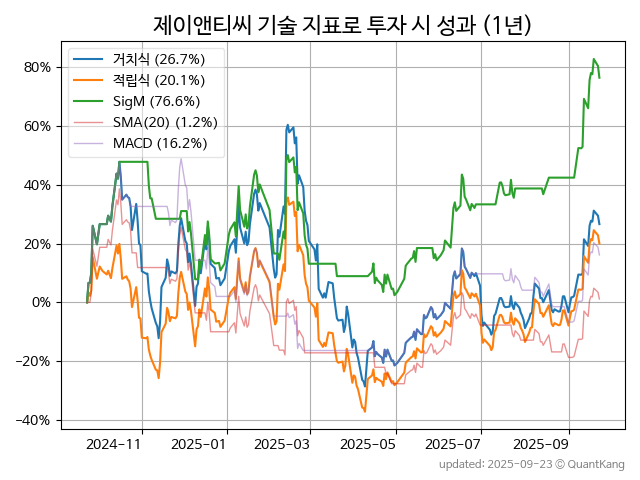 제이앤티씨 기술 지표로 투자 시 성과 (1년)
거치식 (26.7%)
적립식 (20.1%)
SigM (76.6%)
SMA(20) (1.2%)
MACD (16.2%)
80%
60%
40%
20%
0%
−20%
−40%
2024-11
2025-01
2025-03
2025-05
2025-07
2025-09
updated: 2025-09-23 ⓒ QuantKang